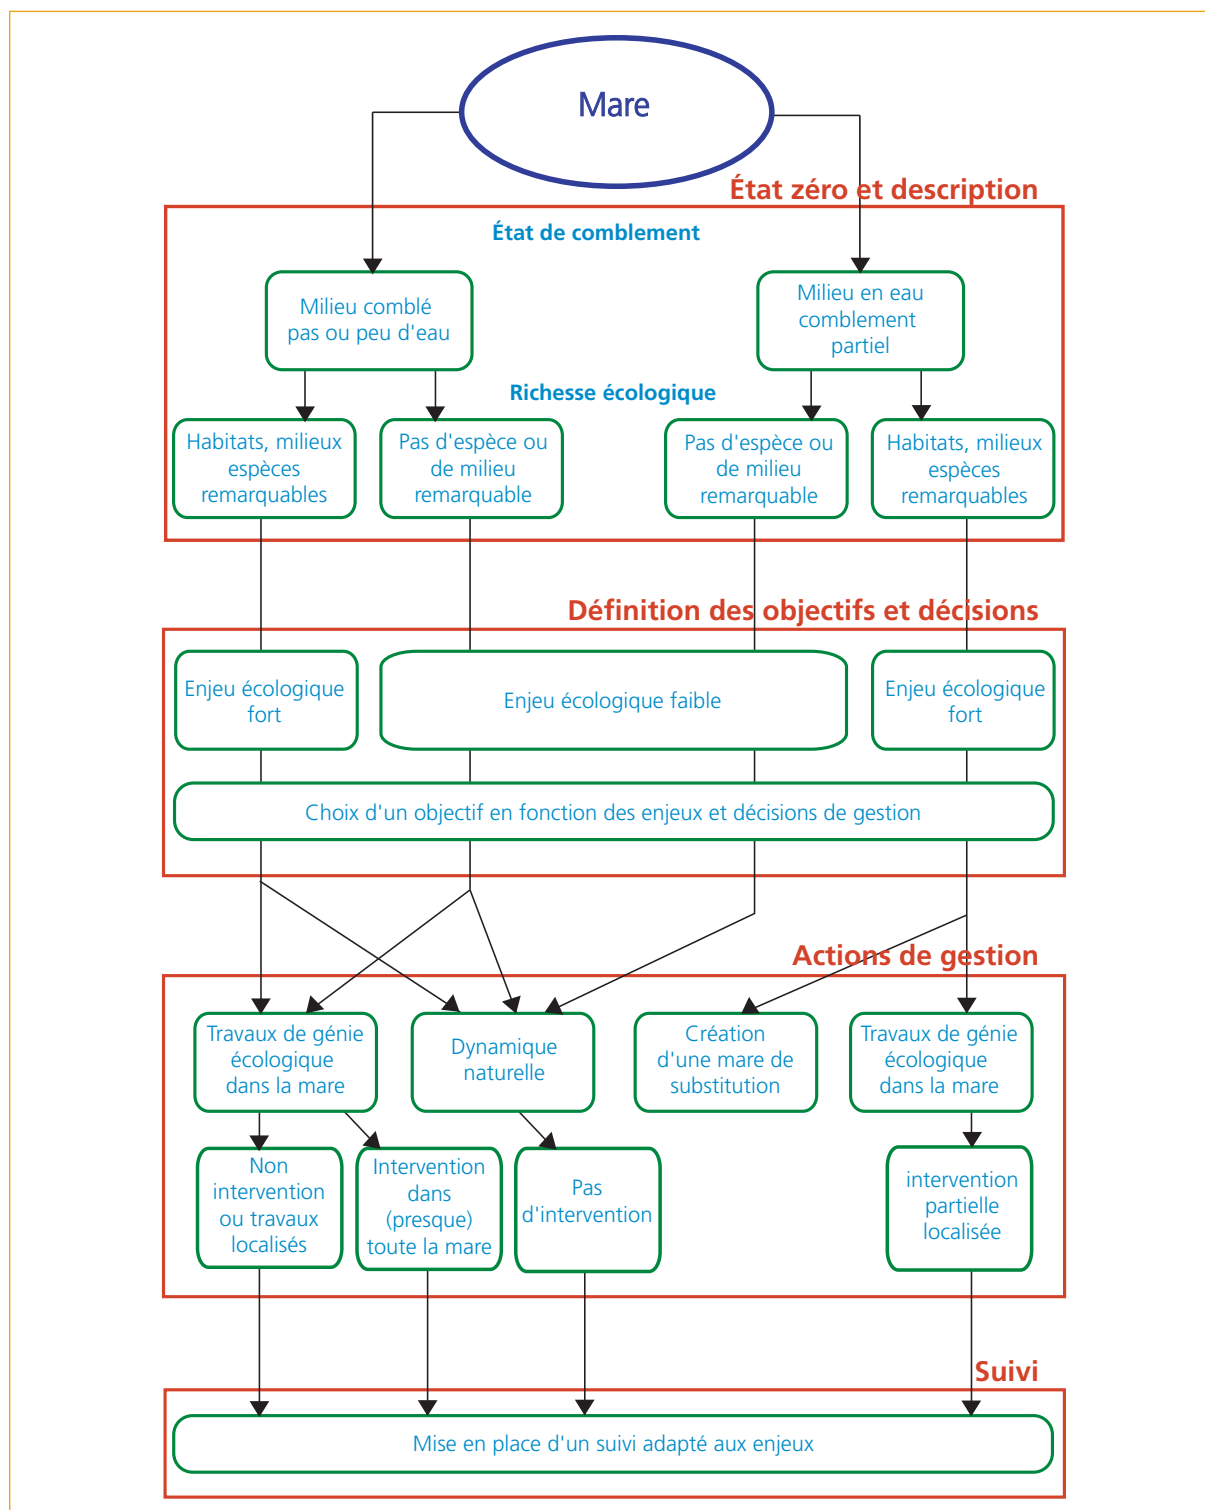 Mare
État zéro et description
État de comblement
Milieu comblé
pas ou peu d'eau
Milieu en eau
comblement
partiel
Richesse écologique
Habitats, milieux
espèces
remarquables
Pas d'espèce ou
de milieu
remarquable
Pas d'espèce ou
de milieu
remarquable
Habitats, milieux
espèces
remarquables
Définition des objectifs et décisions
Enjeu écologique
fort
Enjeu écologique faible
Enjeu écologique
fort
Choix d'un objectif en fonction des enjeux et décisions de gestion
Actions de gestion
Travaux de génie
écologique
dans la mare
Dynamique
naturelle
Création
d'une mare de
substitution
Travaux de génie
écologique
dans la mare
Non
intervention
ou travaux
localisés
Intervention
dans
(presque)
toute la mare
Pas
d'intervention
intervention
partielle
localisée
Suivi
Mise en place d'un suivi adapté aux enjeux